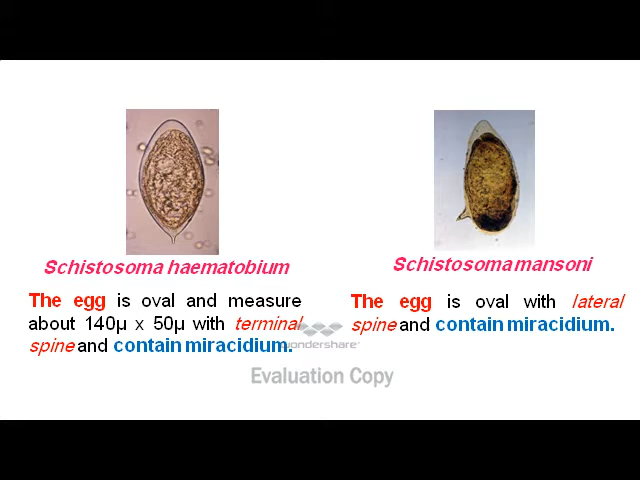 Schistosoma haematobium
The egg is oval and measure
about 140µ x 50µ with terminal
spine and contain miracidium.
Schistosoma mansoni
The egg is oval with lateral
spine and contain miracidium.
wondershare
Evaluation Copy